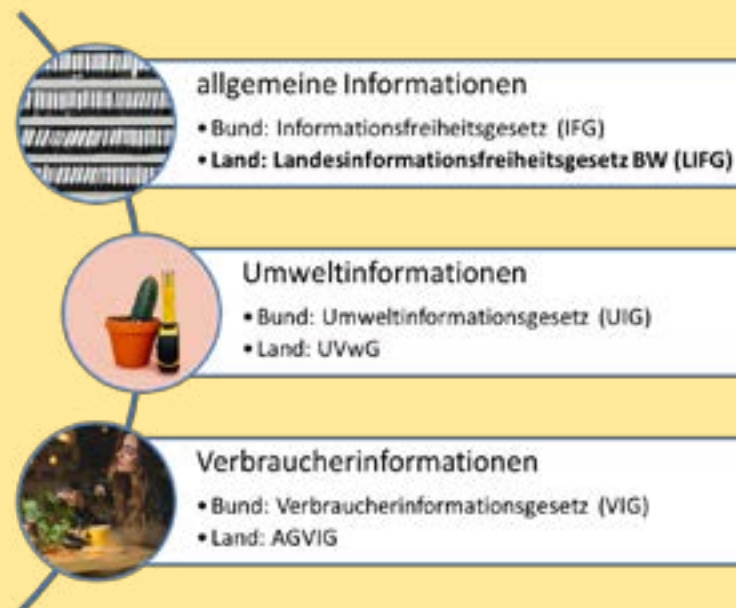 allgemeine Informationen
• Bund: Informationsfreiheitsgesetz (IFG)
• Land: Landesinformationsfreiheitsgesetz BW (LIFG)
Umweltinformationen
• Bund: Umweltinformationsgesetz (UIG)
• Land: UVwG
Verbraucherinformationen
• Bund: Verbraucherinformationsgesetz (VIG)
• Land: AGVIG